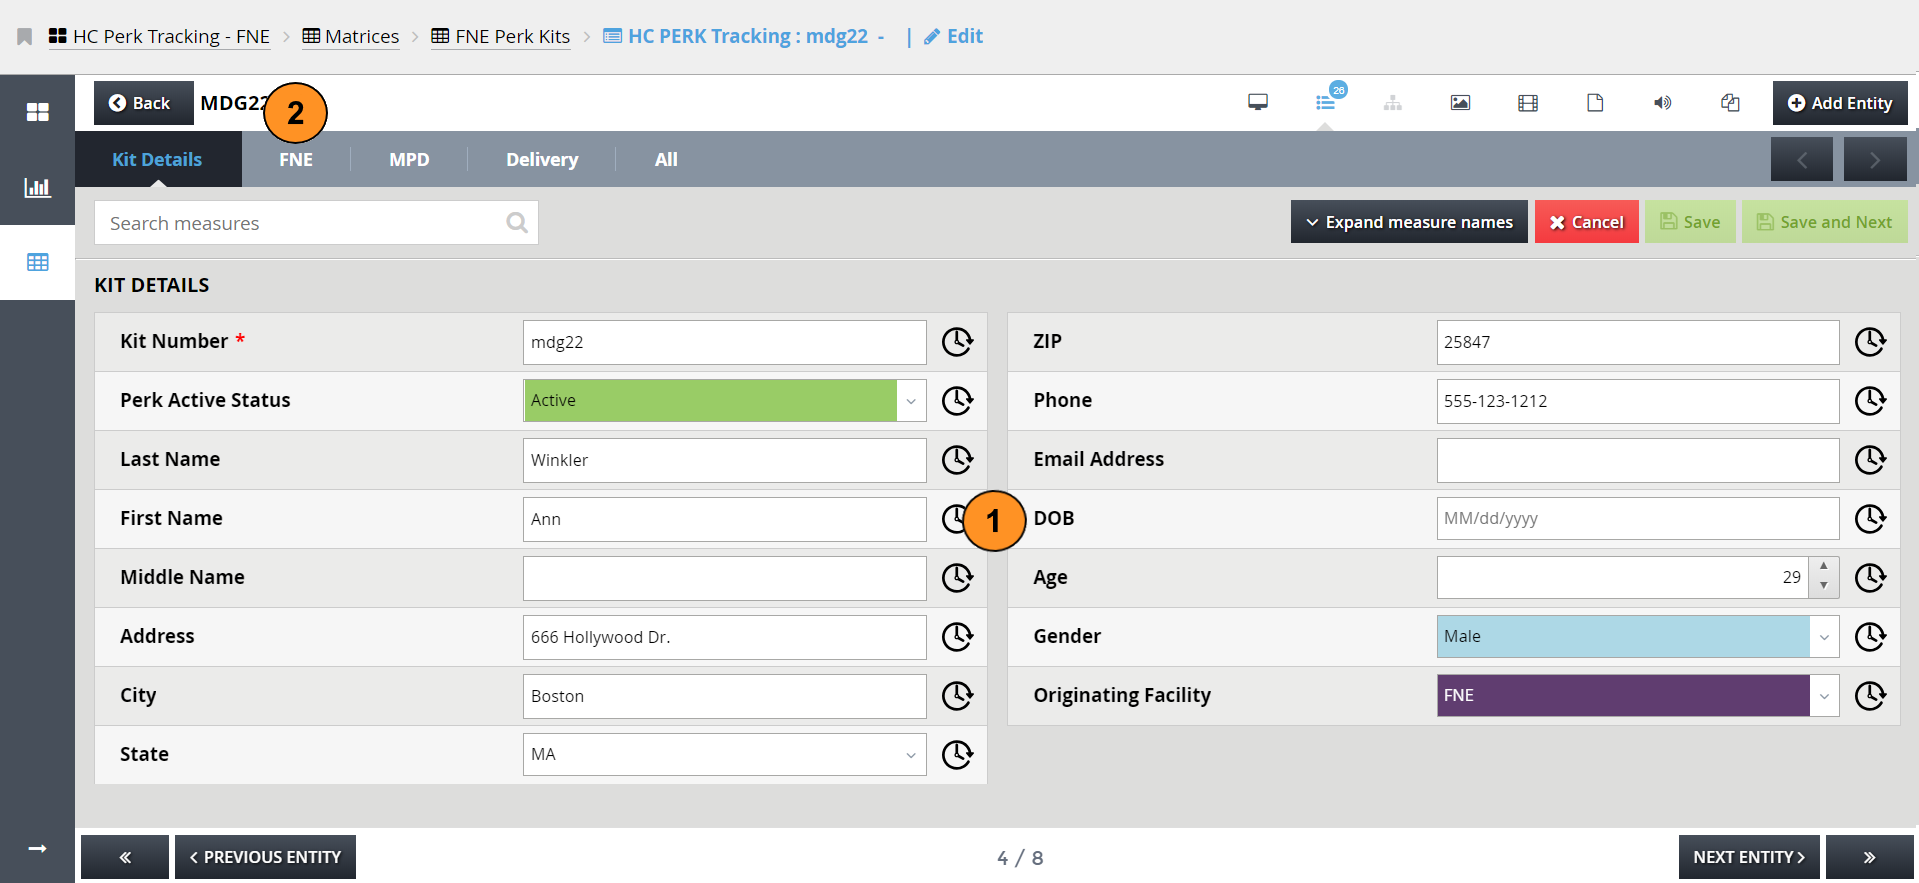 HC Perk Tracking - FNE > Matrices > FNE Perk Kits > HC PERK Tracking : mdg22 - | Edit
Back MDG22 2 26 Add Entity
Kit Details FNE MPD Delivery All
Search measures Expand measure names Cancel Save Save and Next
KIT DETAILS
Kit Number * mdg22 ZIP 25847
Perk Active Status Active Phone 555-123-1212
Last Name Winkler Email Address
First Name Ann 1 DOB MM/dd/yyyy
Middle Name Age 29
Address 666 Hollywood Dr. Gender Male
City Boston Originating Facility FNE
State MA
« < PREVIOUS ENTITY 4 / 8 NEXT ENTITY > »